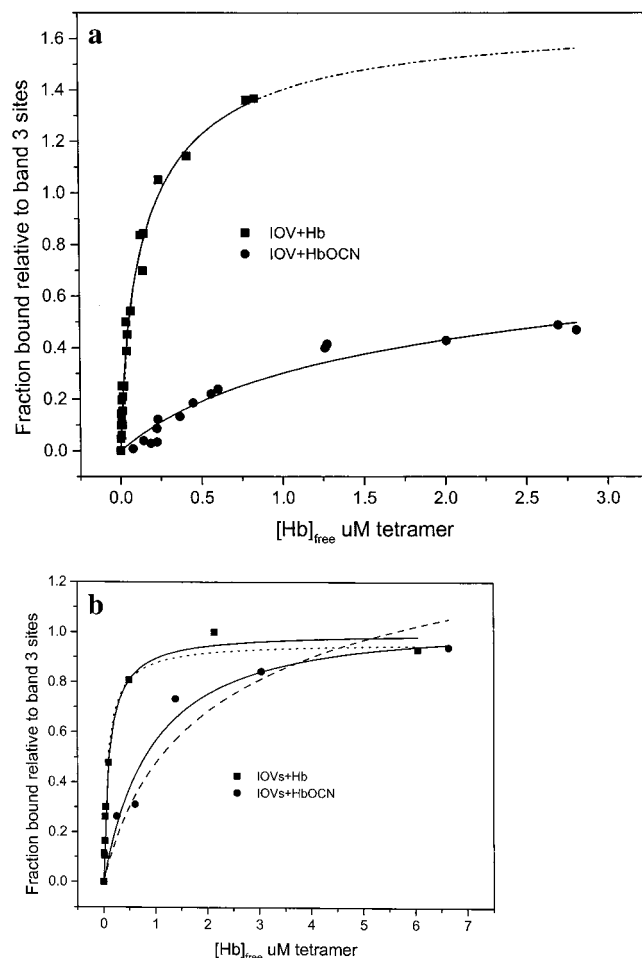 a
1.6
1.4
1.2
1.0
0.8
0.6
0.4
0.2
0.0
Fraction bound relative to band 3 sites
IOV+Hb
IOV+HbOCN
0.0 0.5 1.0 1.5 2.0 2.5 3.0
[Hb]free uM tetramer
b
1.2
1.0
0.8
0.6
0.4
0.2
0.0
Fraction bound relative to band 3 sites
IOVs+Hb
IOVs+HbOCN
0 1 2 3 4 5 6 7
[Hb]free uM tetramer